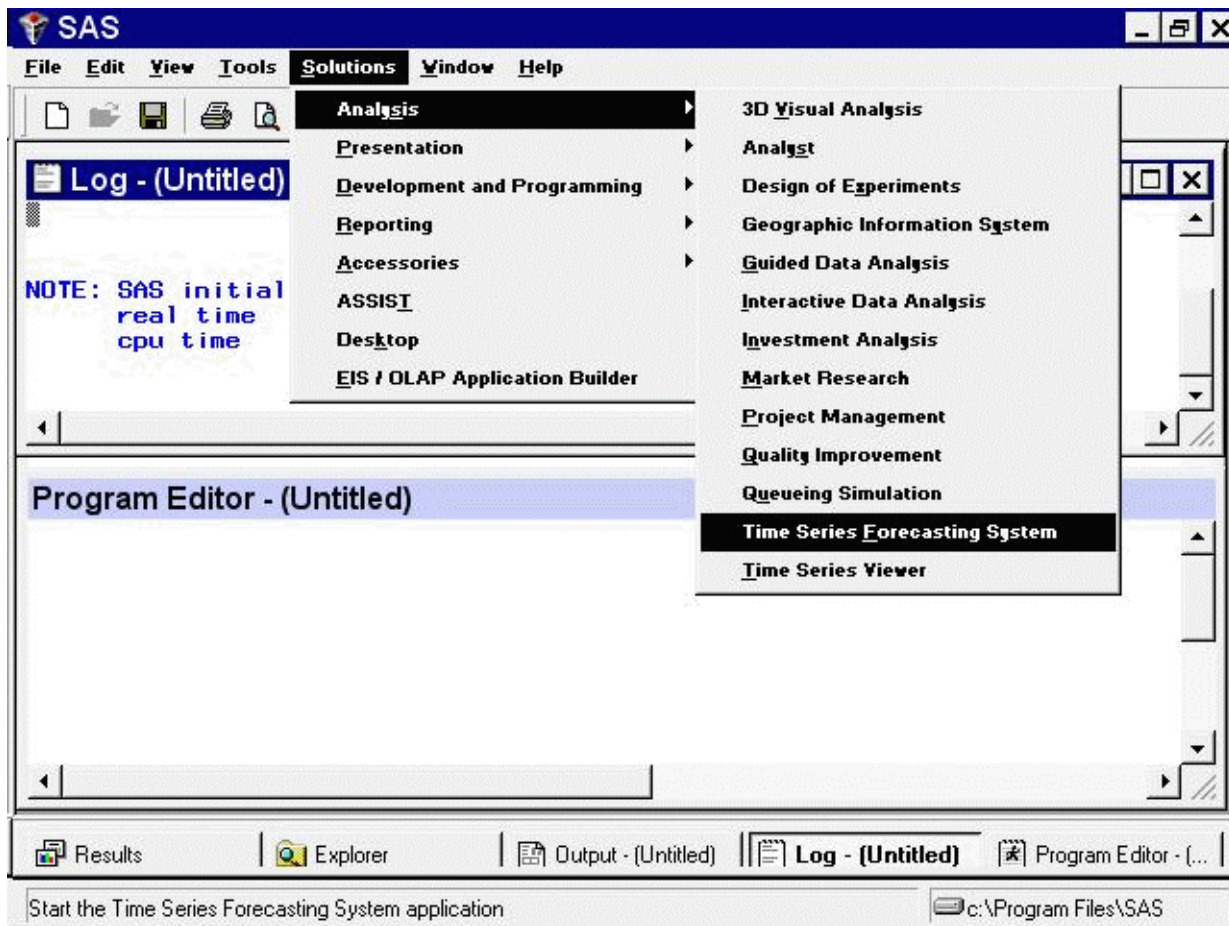 SAS
File Edit View Tools Solutions Window Help
Analysis
Presentation
Development and Programming
Reporting
Accessories
ASSIST
Desktop
EIS / OLAP Application Builder
3D Visual Analysis
Analyst
Design of Experiments
Geographic Information System
Guided Data Analysis
Interactive Data Analysis
Investment Analysis
Market Research
Project Management
Quality Improvement
Queueing Simulation
Time Series Forecasting System
Time Series Viewer
Log - (Untitled)
NOTE: SAS initial
real time
cpu time
Program Editor - (Untitled)
Results Explorer Output - (Untitled) Log - (Untitled) Program Editor - (...
Start the Time Series Forecasting System application c:\Program Files\SAS